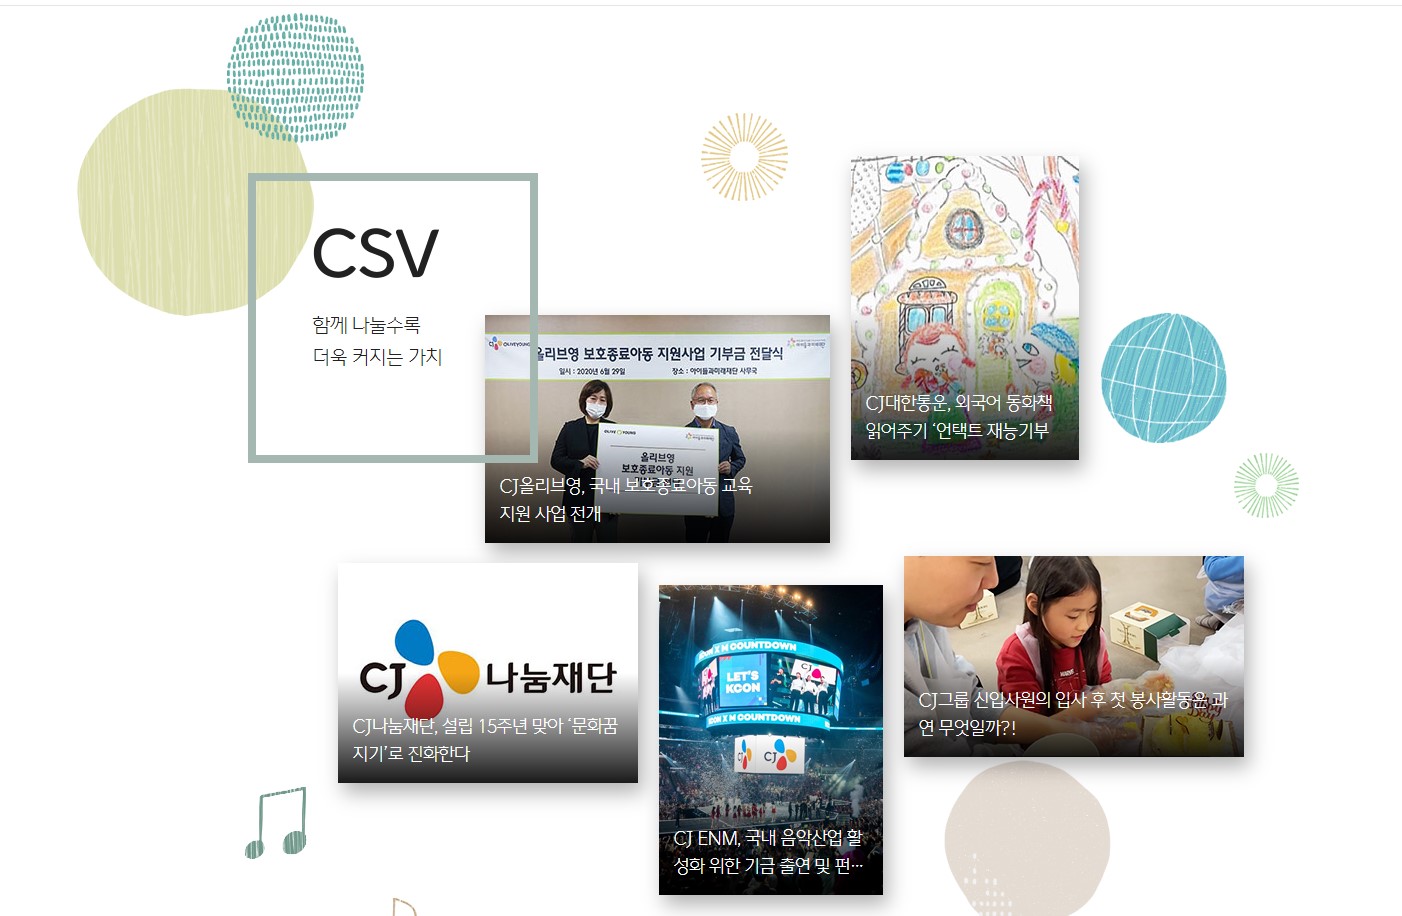 CSV
함께 나눌수록
더욱 커지는 가치
CJ OLIVEYOUNG
올리브영 보호종료아동 지원사업 기부금 전달식
일시 : 2020년 6월 29일
장소 : 아이들과미래재단 사무국
OLIVE YOUNG
올리브영
보호종료아동 지원
CJ올리브영, 국내 보호종료아동 교육
지원 사업 전개
CJ대한통운, 외국어 동화책
읽어주기 ‘언택트 재능기부
CJ 나눔재단
CJ나눔재단, 설립 15주년 맞아 ‘문화꿈
지기’로 진화한다
KCON X M COUNTDOWN
LET'S
KCON
CJ
KCON X M COUNTDOWN
CJ
CJ ENM, 국내 음악산업 활
성화 위한 기금 출연 및 펀…
MARVEL
CJ그룹 신입사원의 입사 후 첫 봉사활동은 과
연 무엇일까?!